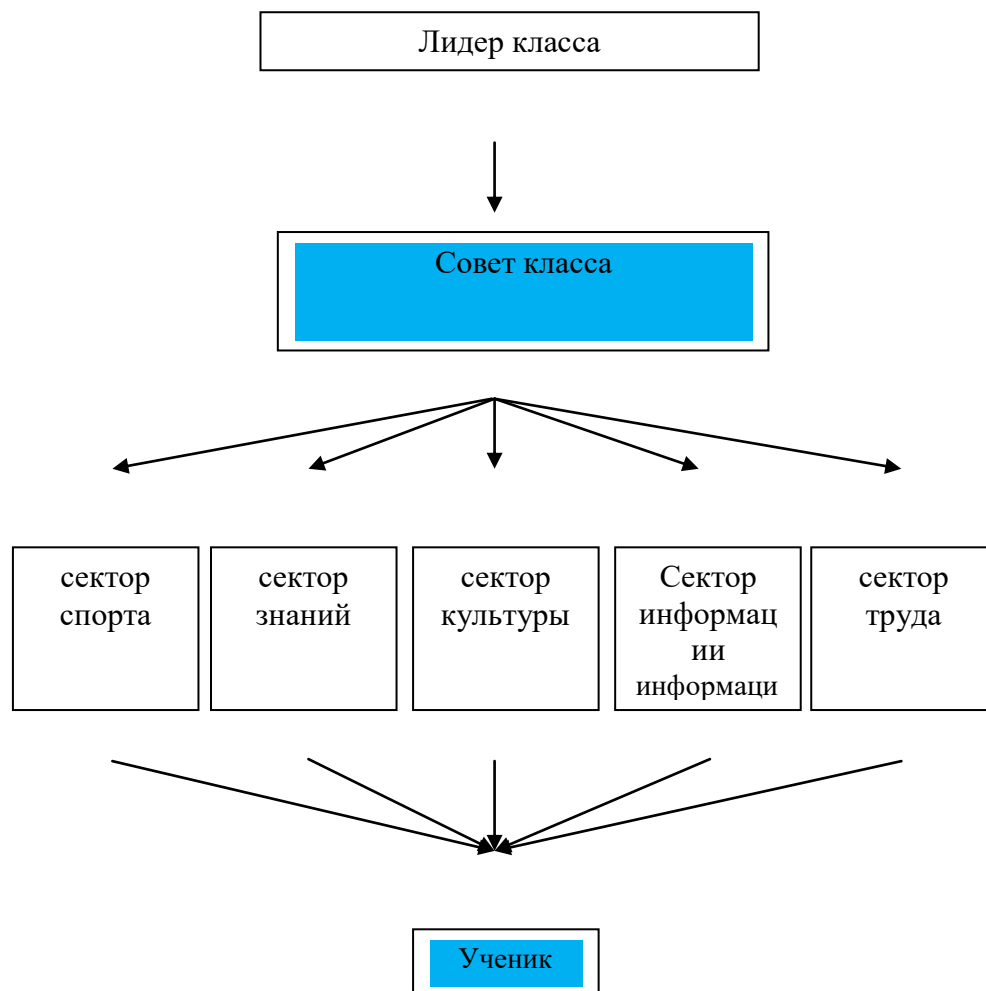 Лидер класса
Совет класса
сектор
спорта
сектор
знаний
сектор
культуры
Сектор
информац
ии
информаци
сектор
труда
Ученик